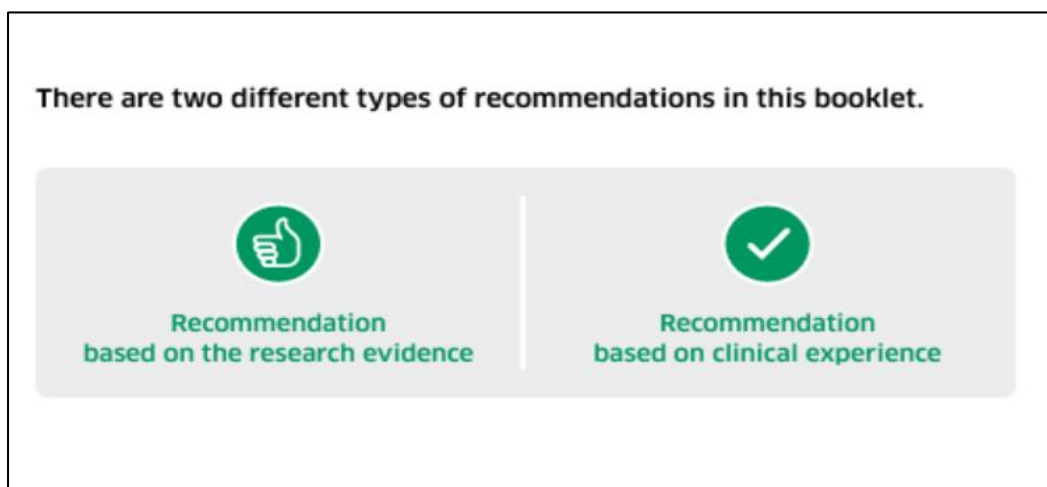 There are two different types of recommendations in this booklet.
Recommendation
based on the research evidence
Recommendation
based on clinical experience